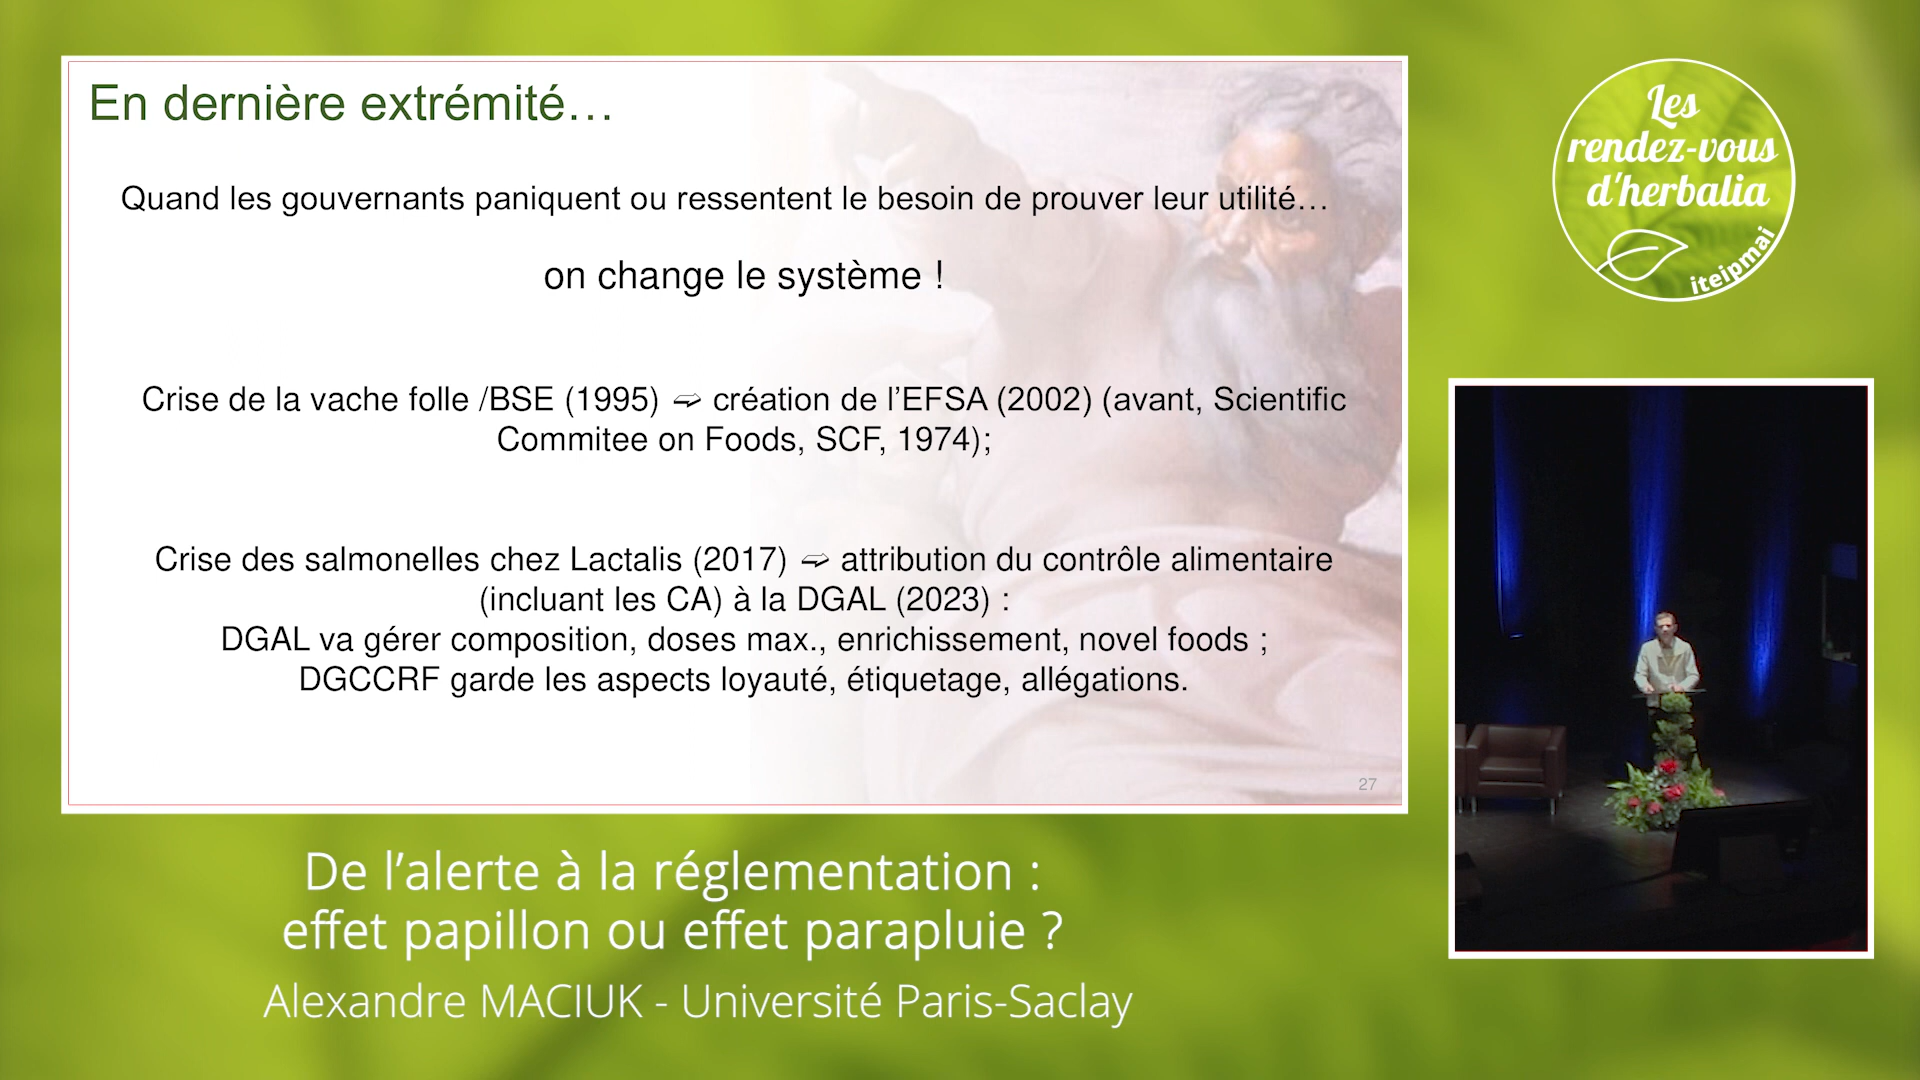 En dernière extrémité…
Quand les gouvernants paniquent ou ressentent le besoin de prouver leur utilité…
on change le système !
Crise de la vache folle /BSE (1995) ➯ création de l’EFSA (2002) (avant, Scientific
Commitee on Foods, SCF, 1974);
Crise des salmonelles chez Lactalis (2017) ➯ attribution du contrôle alimentaire
(incluant les CA) à la DGAL (2023) :
DGAL va gérer composition, doses max., enrichissement, novel foods ;
DGCCRF garde les aspects loyauté, étiquetage, allégations.
27
Les
rendez-vous
d'herbalia
iteipmai
De l’alerte à la réglementation :
effet papillon ou effet parapluie ?
Alexandre MACIUK - Université Paris-Saclay